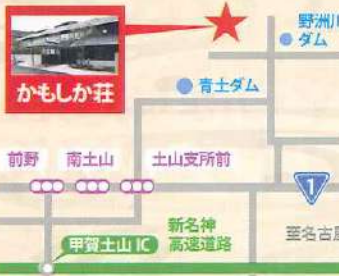 野洲川
ダム
かもしか荘
青土ダム
前野
南土山
土山支所前
1
新名神
高速道路
甲賀土山IC
至名古屋